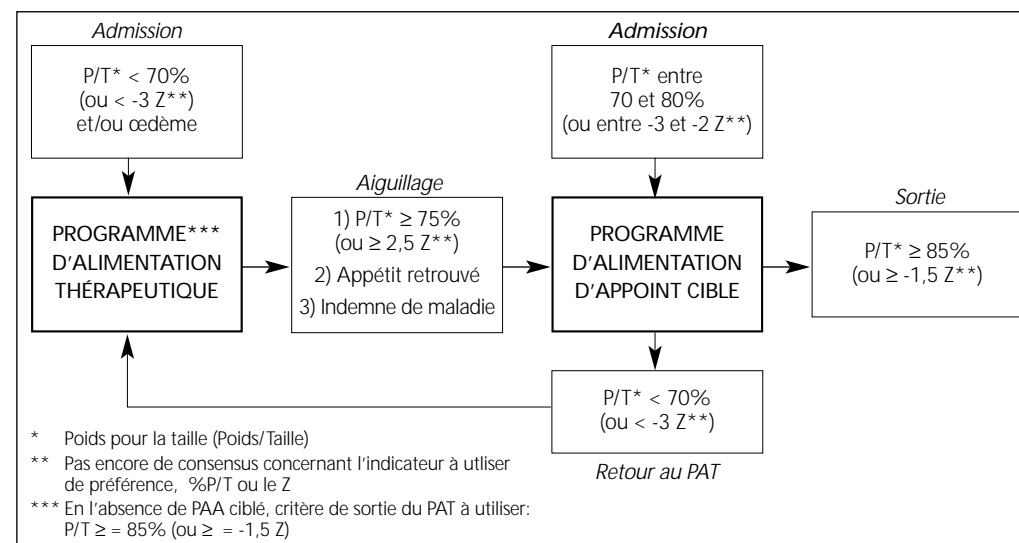 Admission
P/T* < 70%
(ou < -3 Z**)
et/ou œdème
Admission
P/T* entre
70 et 80%
(ou entre -3 et -2 Z**)
PROGRAMME***
D'ALIMENTATION
THÉRAPEUTIQUE
Aiguillage
1) P/T* ≥ 75%
(ou ≥ 2,5 Z**)
2) Appétit retrouvé
3) Indemne de maladie
PROGRAMME
D'ALIMENTATION
D'APPOINT CIBLE
Sortie
P/T* ≥ 85%
(ou ≥ -1,5 Z**)
P/T* < 70%
(ou < -3 Z**)
Retour au PAT
* Poids pour la taille (Poids/Taille)
** Pas encore de consensus concernant l'indicateur à utliser
de préférence, %P/T ou le Z
*** En l'absence de PAA ciblé, critère de sortie du PAT à utiliser:
P/T ≥ = 85% (ou ≥ = -1,5 Z)